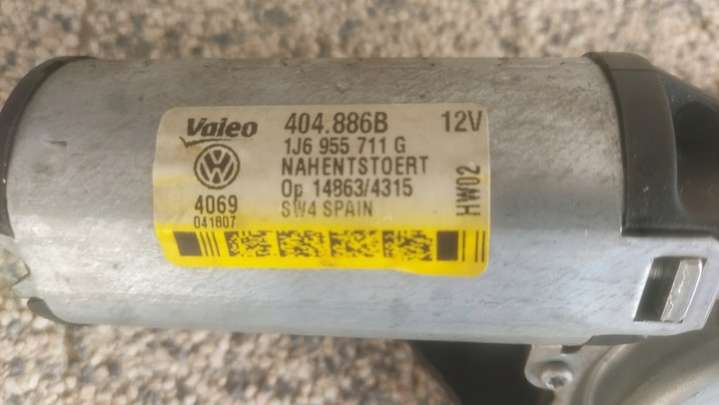 Valeo 404.886B 12V
1J6 955 711 G
NAHENTSTOERT
Op 14863/4315
4069 SW4 SPAIN
041807
HW02